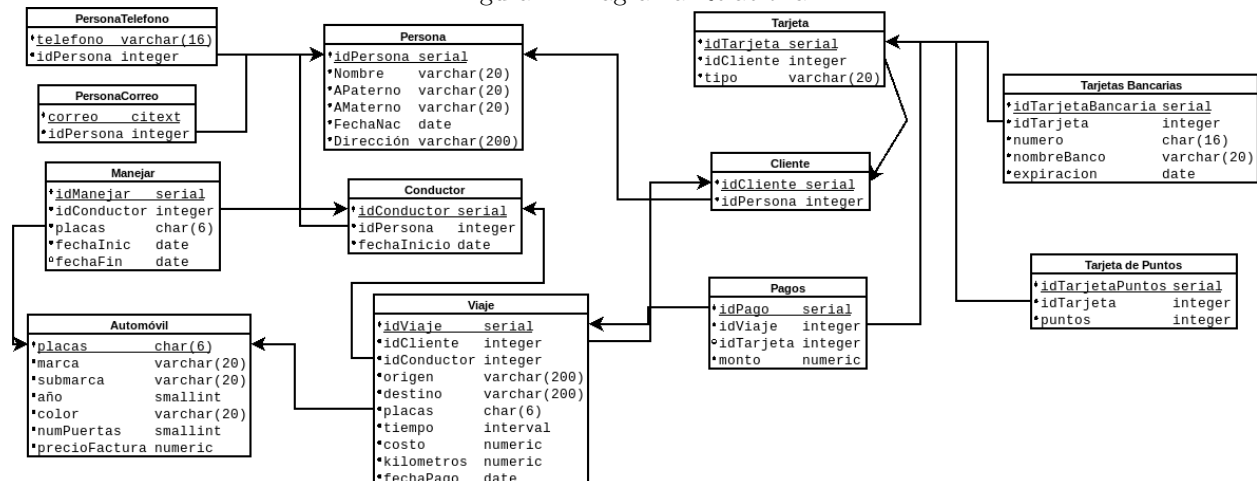 PersonaTelefono
telefono varchar(16)
idPersona integer
PersonaCorreo
correo citext
idPersona integer
Persona
idPersona serial
Nombre varchar(20)
APaterno varchar(20)
AMaterno varchar(20)
FechaNac date
Dirección varchar(200)
Tarjeta
idTarjeta serial
idCliente integer
tipo varchar(20)
Tarjetas Bancarias
idTarjetaBancaria serial
idTarjeta integer
numero char(16)
nombreBanco varchar(20)
expiracion date
Manejar
idManejar serial
idConductor integer
placas char(6)
fechaInic date
fechaFin date
Conductor
idConductor serial
idPersona integer
fechaInicio date
Cliente
idCliente serial
idPersona integer
Tarjeta de Puntos
idTarjetaPuntos serial
idTarjeta integer
puntos integer
Automóvil
placas char(6)
marca varchar(20)
submarca varchar(20)
año smallint
color varchar(20)
numPuertas smallint
precioFactura numeric
Viaje
idViaje serial
idCliente integer
idConductor integer
origen varchar(200)
destino varchar(200)
placas char(6)
tiempo interval
costo numeric
kilometros numeric
fechaPago date
Pagos
idPago serial
idViaje integer
idTarjeta integer
monto numeric